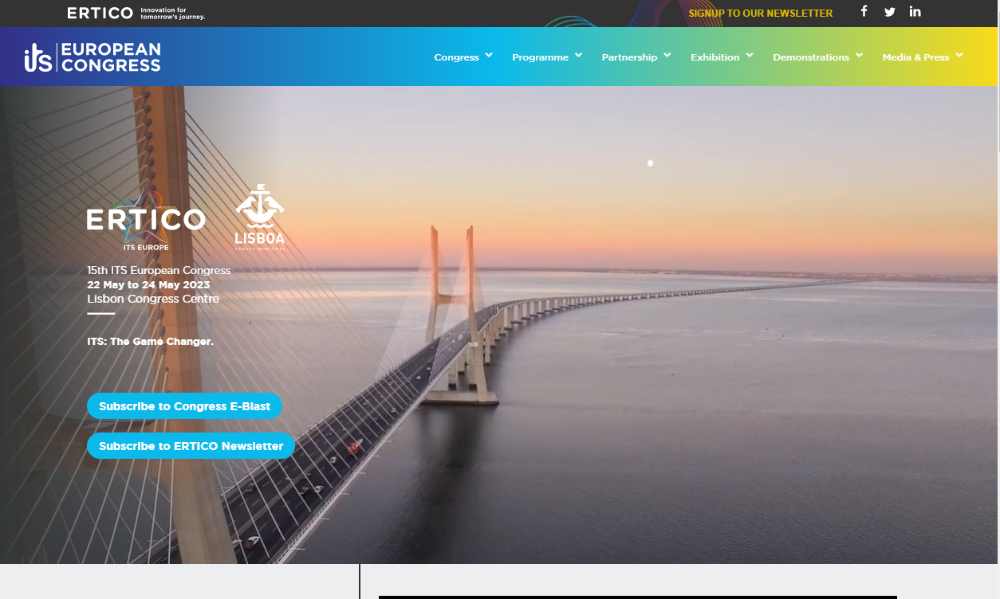 ERTICO
Innovation for
tomorrow's journey.
SIGNUP TO OUR NEWSLETTER
its
EUROPEAN
CONGRESS
Congress
Programme
Partnership
Exhibition
Demonstrations
Media & Press
ERTICO
ITS EUROPE
LISBOA
CÂMARA MUNICIPAL
15th ITS European Congress
22 May to 24 May 2023
Lisbon Congress Centre
ITS: The Game Changer.
Subscribe to Congress E-Blast
Subscribe to ERTICO Newsletter